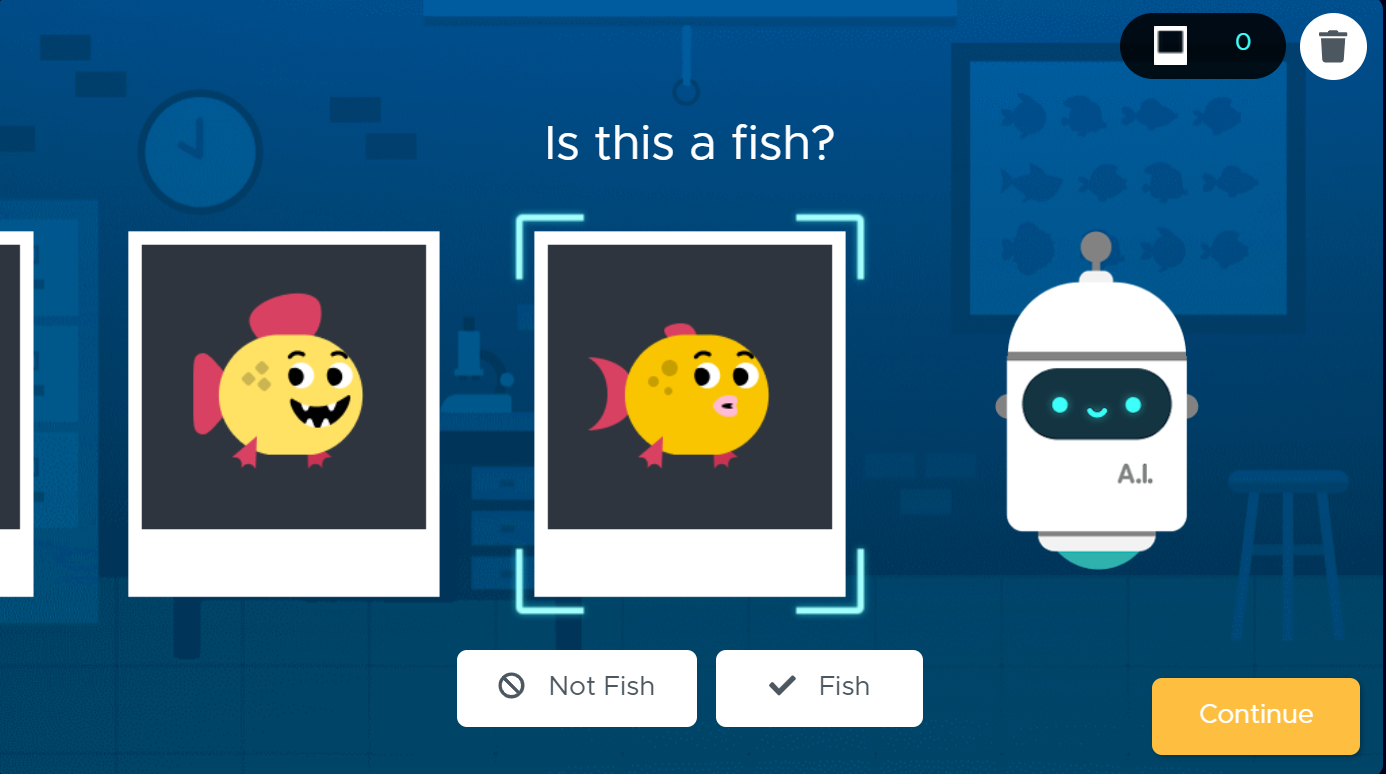 0
Is this a fish?
A.I.
Not Fish
Fish
Continue